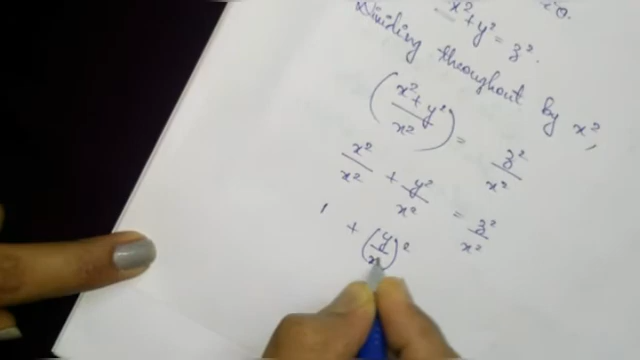 x² + y² = z².
Dividing throughout by x²,
(x² + y² / x²) = z² / x²
x² / x² + y² / x² = z² / x²
1 + (y / x)²